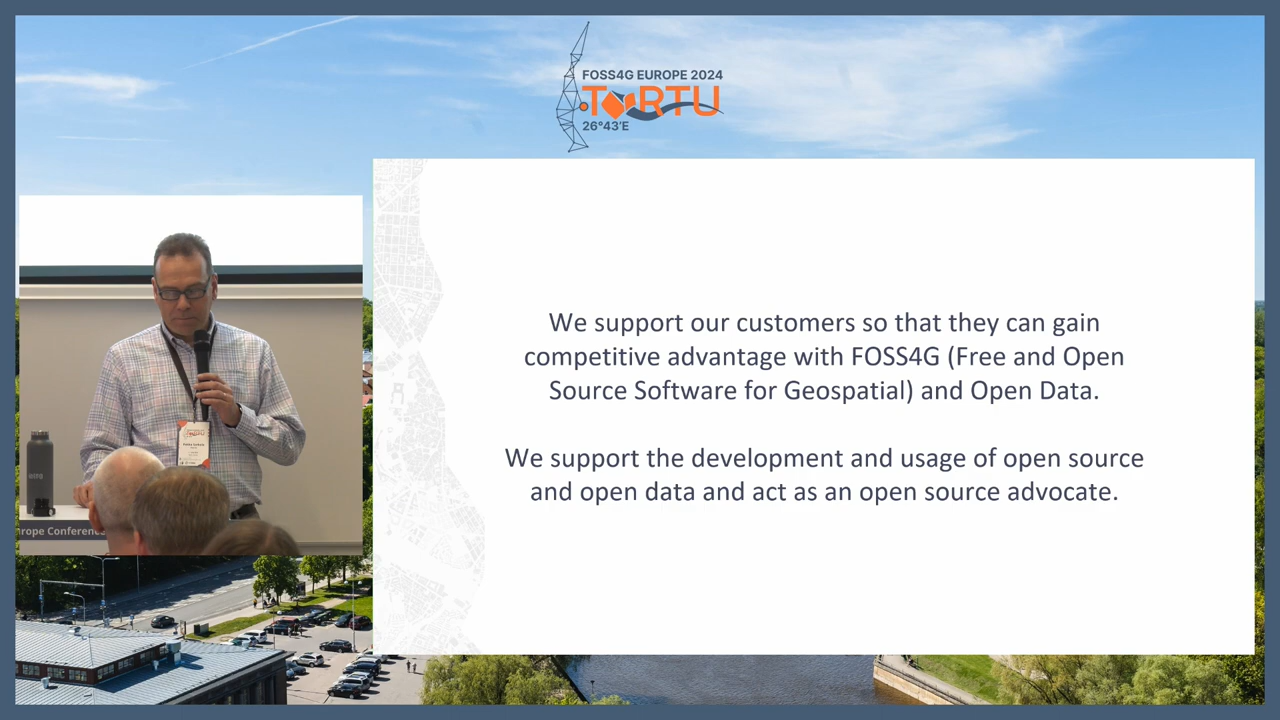 FOSS4G EUROPE 2024
TARTU
26°43'E
We support our customers so that they can gain
competitive advantage with FOSS4G (Free and Open
Source Software for Geospatial) and Open Data.
We support the development and usage of open source
and open data and act as an open source advocate.
rope Conference